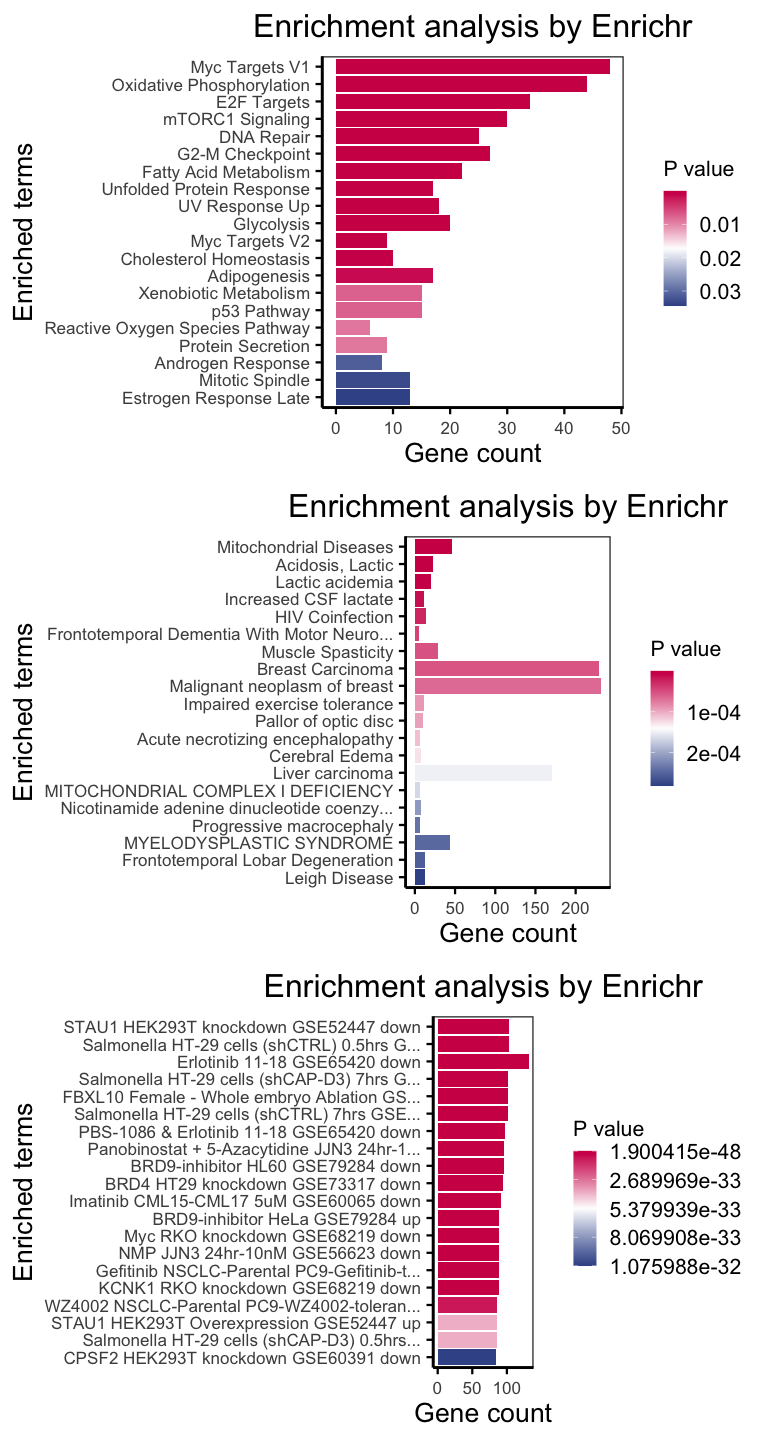 Enrichment analysis by Enrichr
Enriched terms
Myc Targets V1
Oxidative Phosphorylation
E2F Targets
mTORC1 Signaling
DNA Repair
G2-M Checkpoint
Fatty Acid Metabolism
Unfolded Protein Response
UV Response Up
Glycolysis
Myc Targets V2
Cholesterol Homeostasis
Adipogenesis
Xenobiotic Metabolism
p53 Pathway
Reactive Oxygen Species Pathway
Protein Secretion
Androgen Response
Mitotic Spindle
Estrogen Response Late
0 10 20 30 40 50
Gene count
P value
0.01
0.02
0.03
Enrichment analysis by Enrichr
Enriched terms
Mitochondrial Diseases
Acidosis, Lactic
Lactic acidemia
Increased CSF lactate
HIV Coinfection
Frontotemporal Dementia With Motor Neuro...
Muscle Spasticity
Breast Carcinoma
Malignant neoplasm of breast
Impaired exercise tolerance
Pallor of optic disc
Acute necrotizing encephalopathy
Cerebral Edema
Liver carcinoma
MITOCHONDRIAL COMPLEX I DEFICIENCY
Nicotinamide adenine dinucleotide coenzy...
Progressive macrocephaly
MYELODYSPLASTIC SYNDROME
Frontotemporal Lobar Degeneration
Leigh Disease
0 50 100 150 200
Gene count
P value
1e-04
2e-04
Enrichment analysis by Enrichr
Enriched terms
STAU1 HEK293T knockdown GSE52447 down
Salmonella HT-29 cells (shCTRL) 0.5hrs G...
Erlotinib 11-18 GSE65420 down
Salmonella HT-29 cells (shCAP-D3) 7hrs G...
FBXL10 Female - Whole embryo Ablation GS...
Salmonella HT-29 cells (shCTRL) 7hrs GSE...
PBS-1086 & Erlotinib 11-18 GSE65420 down
Panobinostat + 5-Azacytidine JJN3 24hr-1...
BRD9-inhibitor HL60 GSE79284 down
BRD4 HT29 knockdown GSE73317 down
Imatinib CML15-CML17 5uM GSE60065 down
BRD9-inhibitor HeLa GSE79284 up
Myc RKO knockdown GSE68219 down
NMP JJN3 24hr-10nM GSE56623 down
Gefitinib NSCLC-Parental PC9-Gefitinib-t...
KCNK1 RKO knockdown GSE68219 down
WZ4002 NSCLC-Parental PC9-WZ4002-toleran...
STAU1 HEK293T Overexpression GSE52447 up
Salmonella HT-29 cells (shCAP-D3) 0.5hrs...
CPSF2 HEK293T knockdown GSE60391 down
0 50 100
Gene count
P value
1.900415e-48
2.689969e-33
5.379939e-33
8.069908e-33
1.075988e-32